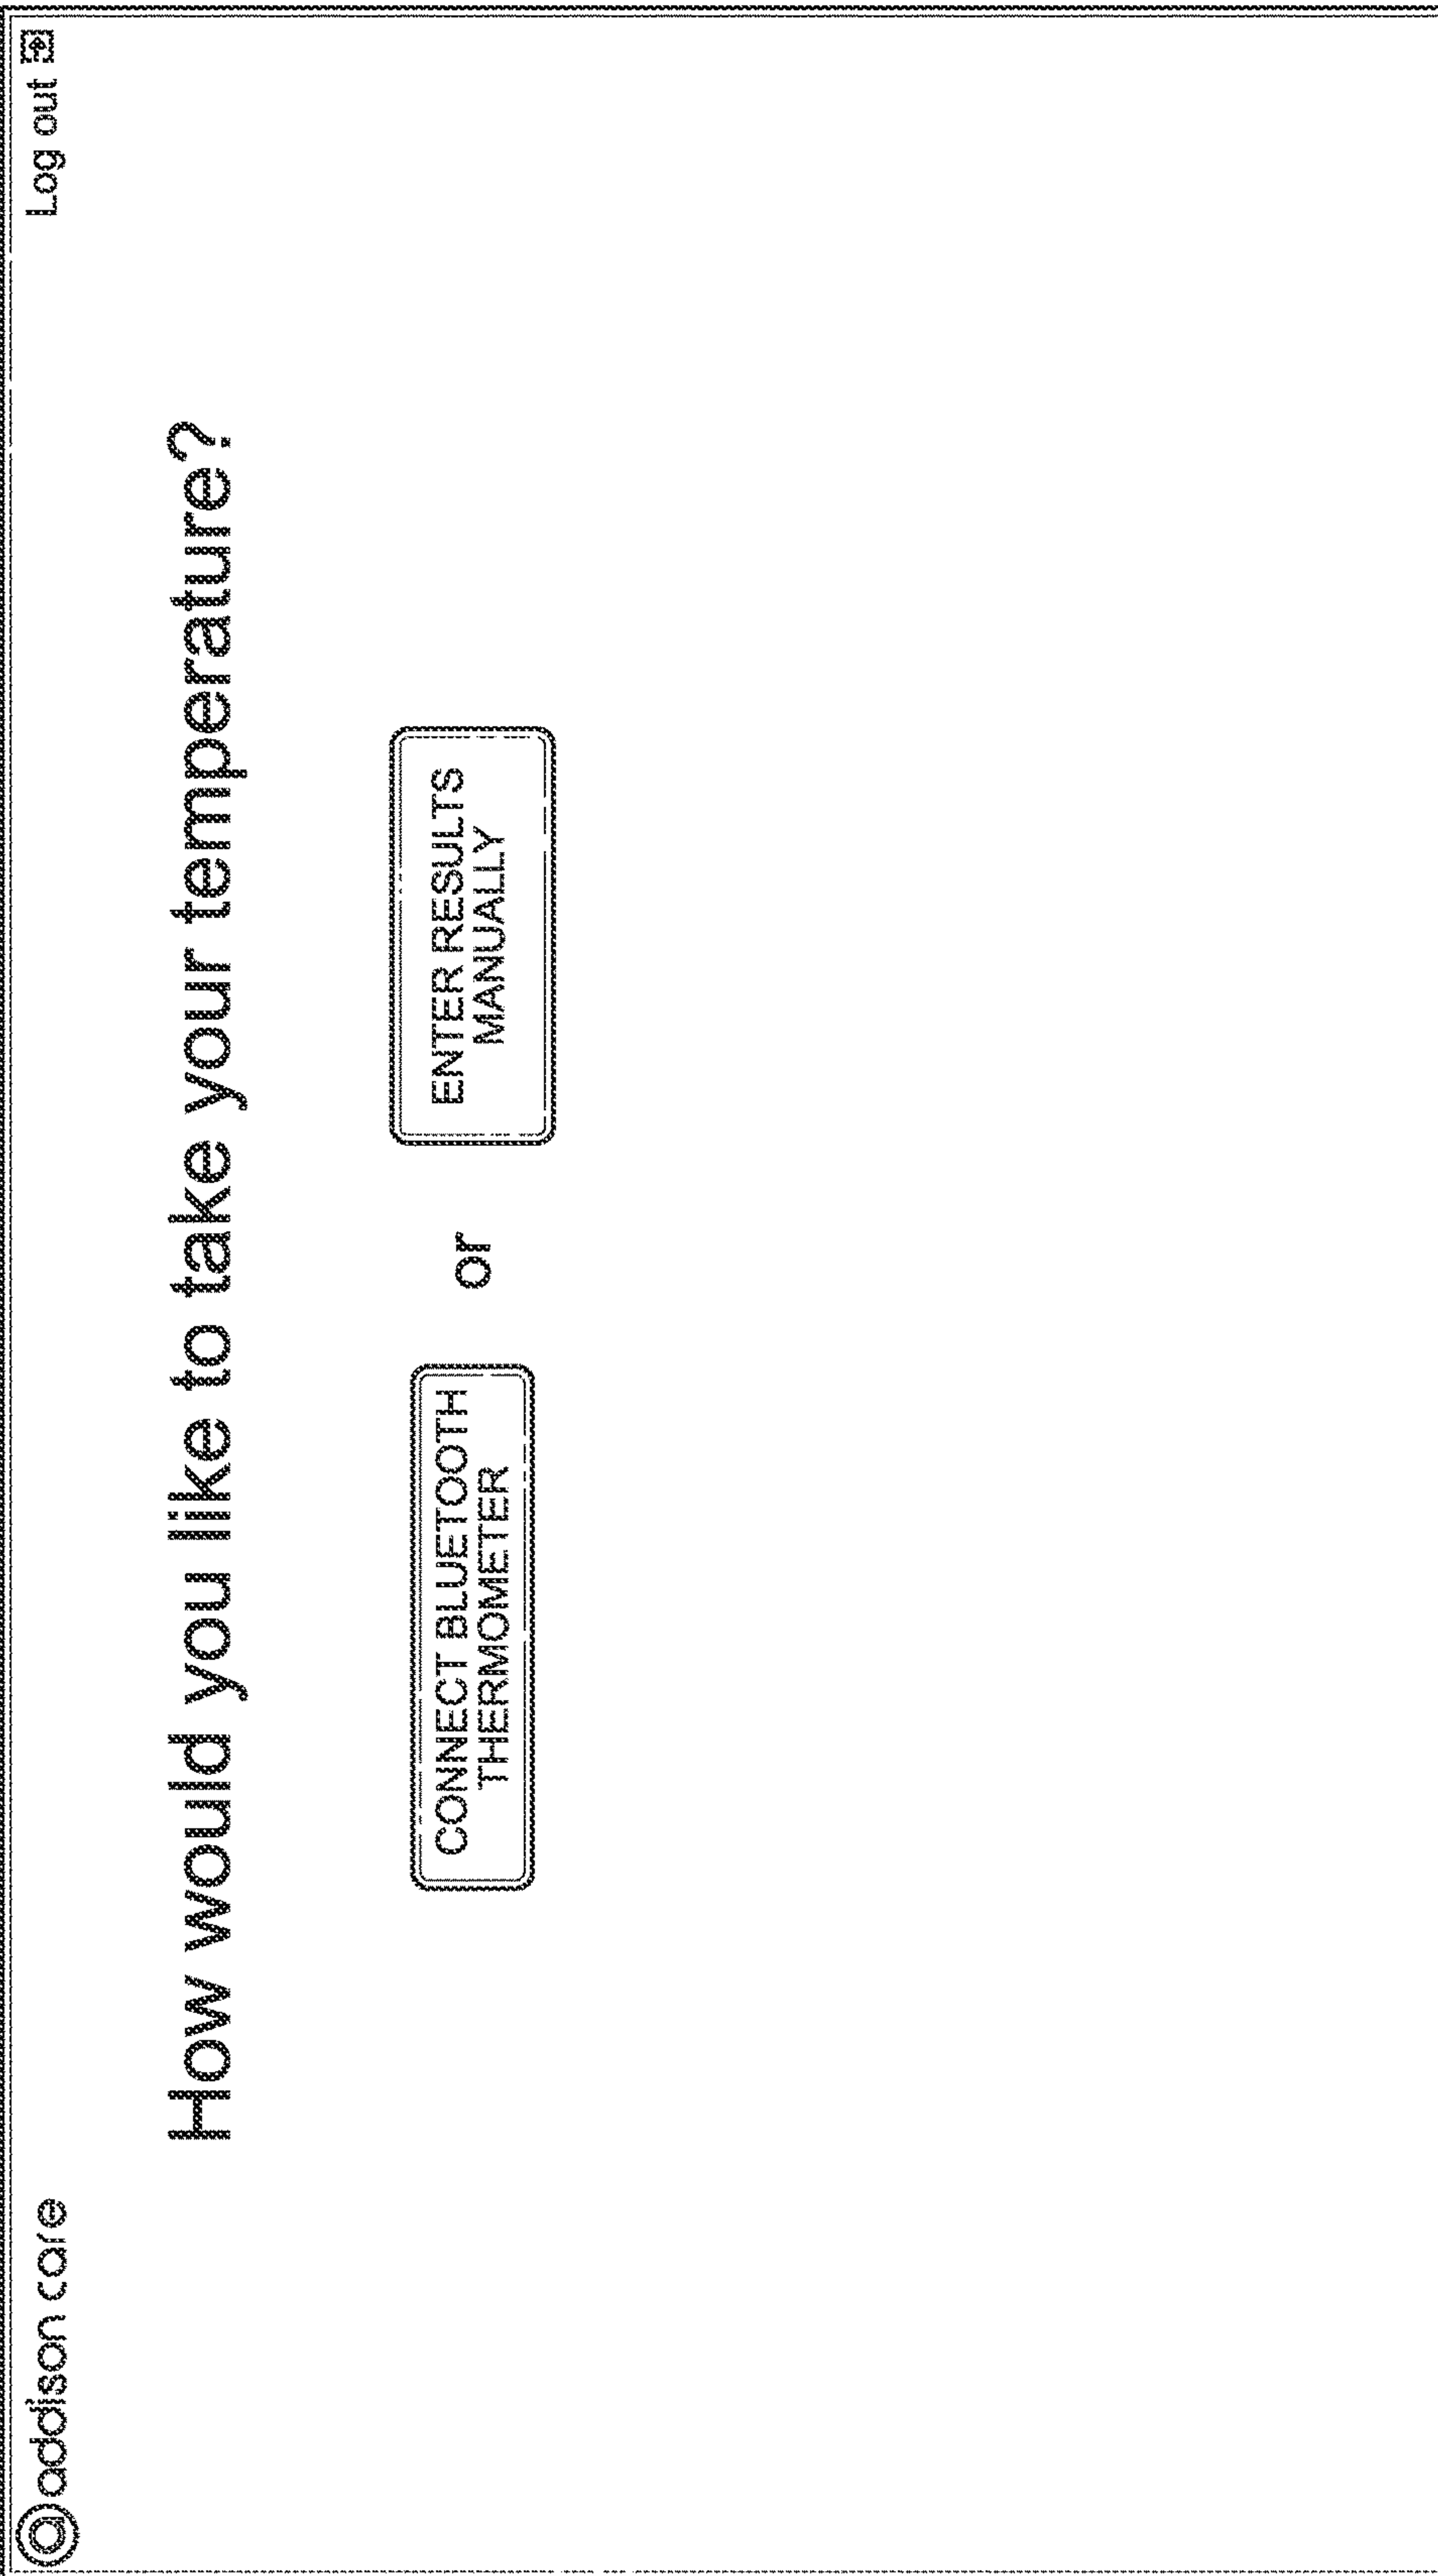 addison care
Log out
How would you like to take your temperature?
CONNECT BLUETOOTH
THERMOMETER
or
ENTER RESULTS
MANUALLY